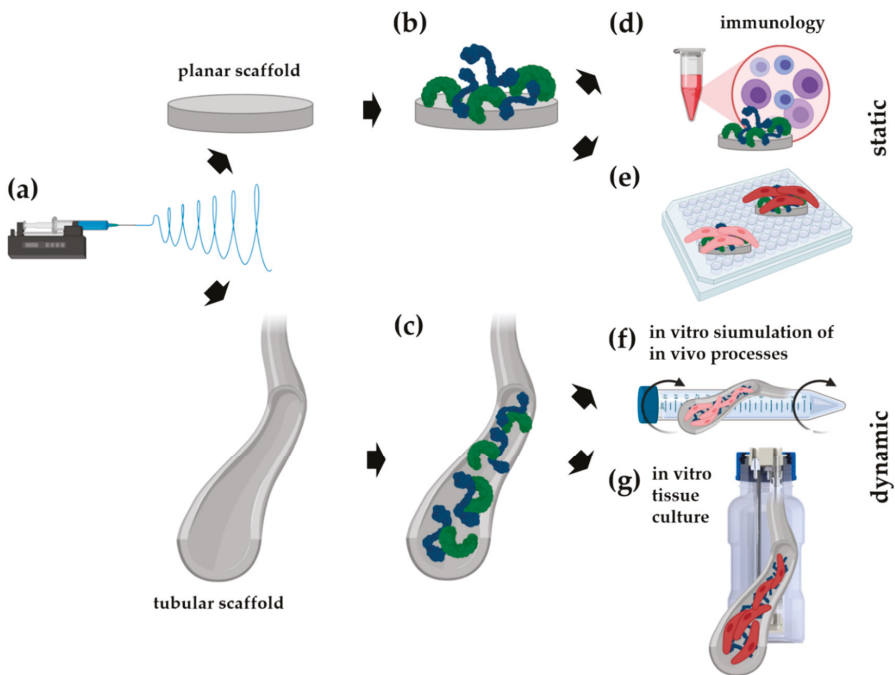 (b)
(d)
immunology
planar scaffold
static
(a)
(e)
(c)
(f)
in vitro siumulation of
in vivo processes
dynamic
(g)
in vitro
tissue
culture
tubular scaffold